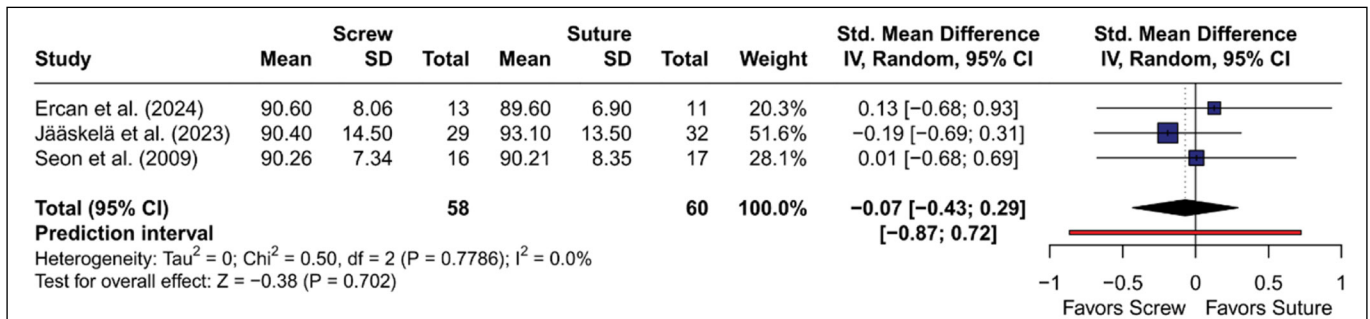 Screw Suture Std. Mean Difference Std. Mean Difference
Study Mean SD Total Mean SD Total Weight IV, Random, 95% CI IV, Random, 95% CI
Ercan et al. (2024) 90.60 8.06 13 89.60 6.90 11 20.3% 0.13 [−0.68; 0.93]
Jääskelä et al. (2023) 90.40 14.50 29 93.10 13.50 32 51.6% −0.19 [−0.69; 0.31]
Seon et al. (2009) 90.26 7.34 16 90.21 8.35 17 28.1% 0.01 [−0.68; 0.69]
Total (95% CI) 58 60 100.0% −0.07 [−0.43; 0.29]
Prediction interval [−0.87; 0.72]
Heterogeneity: Tau² = 0; Chi² = 0.50, df = 2 (P = 0.7786); I² = 0.0%
Test for overall effect: Z = −0.38 (P = 0.702)
−1 −0.5 0 0.5 1
Favors Screw Favors Suture